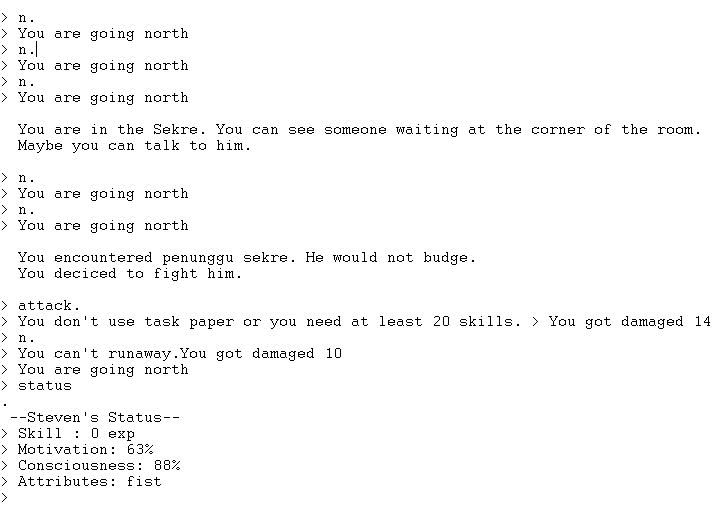 > n.
> You are going north
> n.
> You are going north
> n.
> You are going north
You are in the Sekre. You can see someone waiting at the corner of the room.
Maybe you can talk to him.
> n.
> You are going north
> n.
> You are going north
You encountered penunggu sekre. He would not budge.
You deciced to fight him.
> attack.
> You don't use task paper or you need at least 20 skills. > You got damaged 14
> n.
> You can't runaway.You got damaged 10
> You are going north
> status
.
--Steven's Status--
> Skill : 0 exp
> Motivation: 63%
> Consciousness: 88%
> Attributes: fist
>